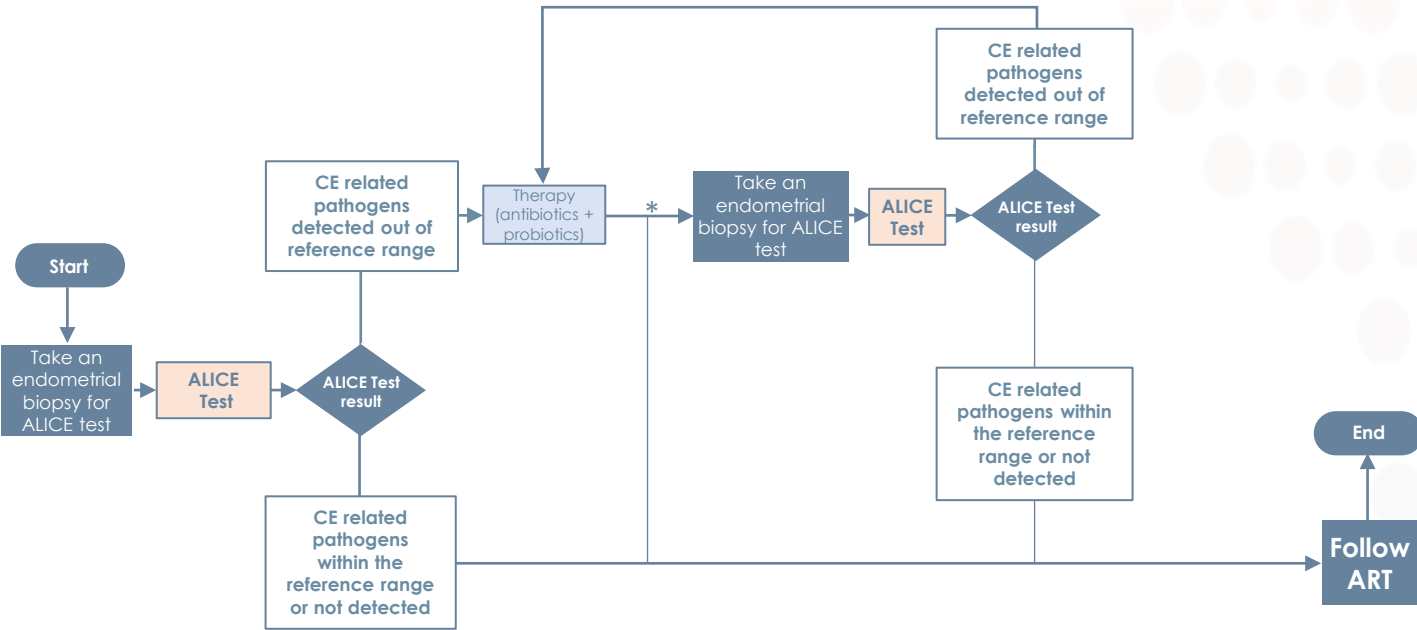 Start
Take an
endometrial
biopsy for
ALICE test
ALICE
Test
ALICE Test
result
CE related
pathogens
detected out of
reference range
CE related
pathogens
within the
reference range
or not detected
Therapy
(antibiotics +
probiotics)
*
Take an
endometrial
biopsy for ALICE
test
ALICE
Test
ALICE Test
result
CE related
pathogens
detected out of
reference range
CE related
pathogens within
the reference
range or not
detected
Follow
ART
End